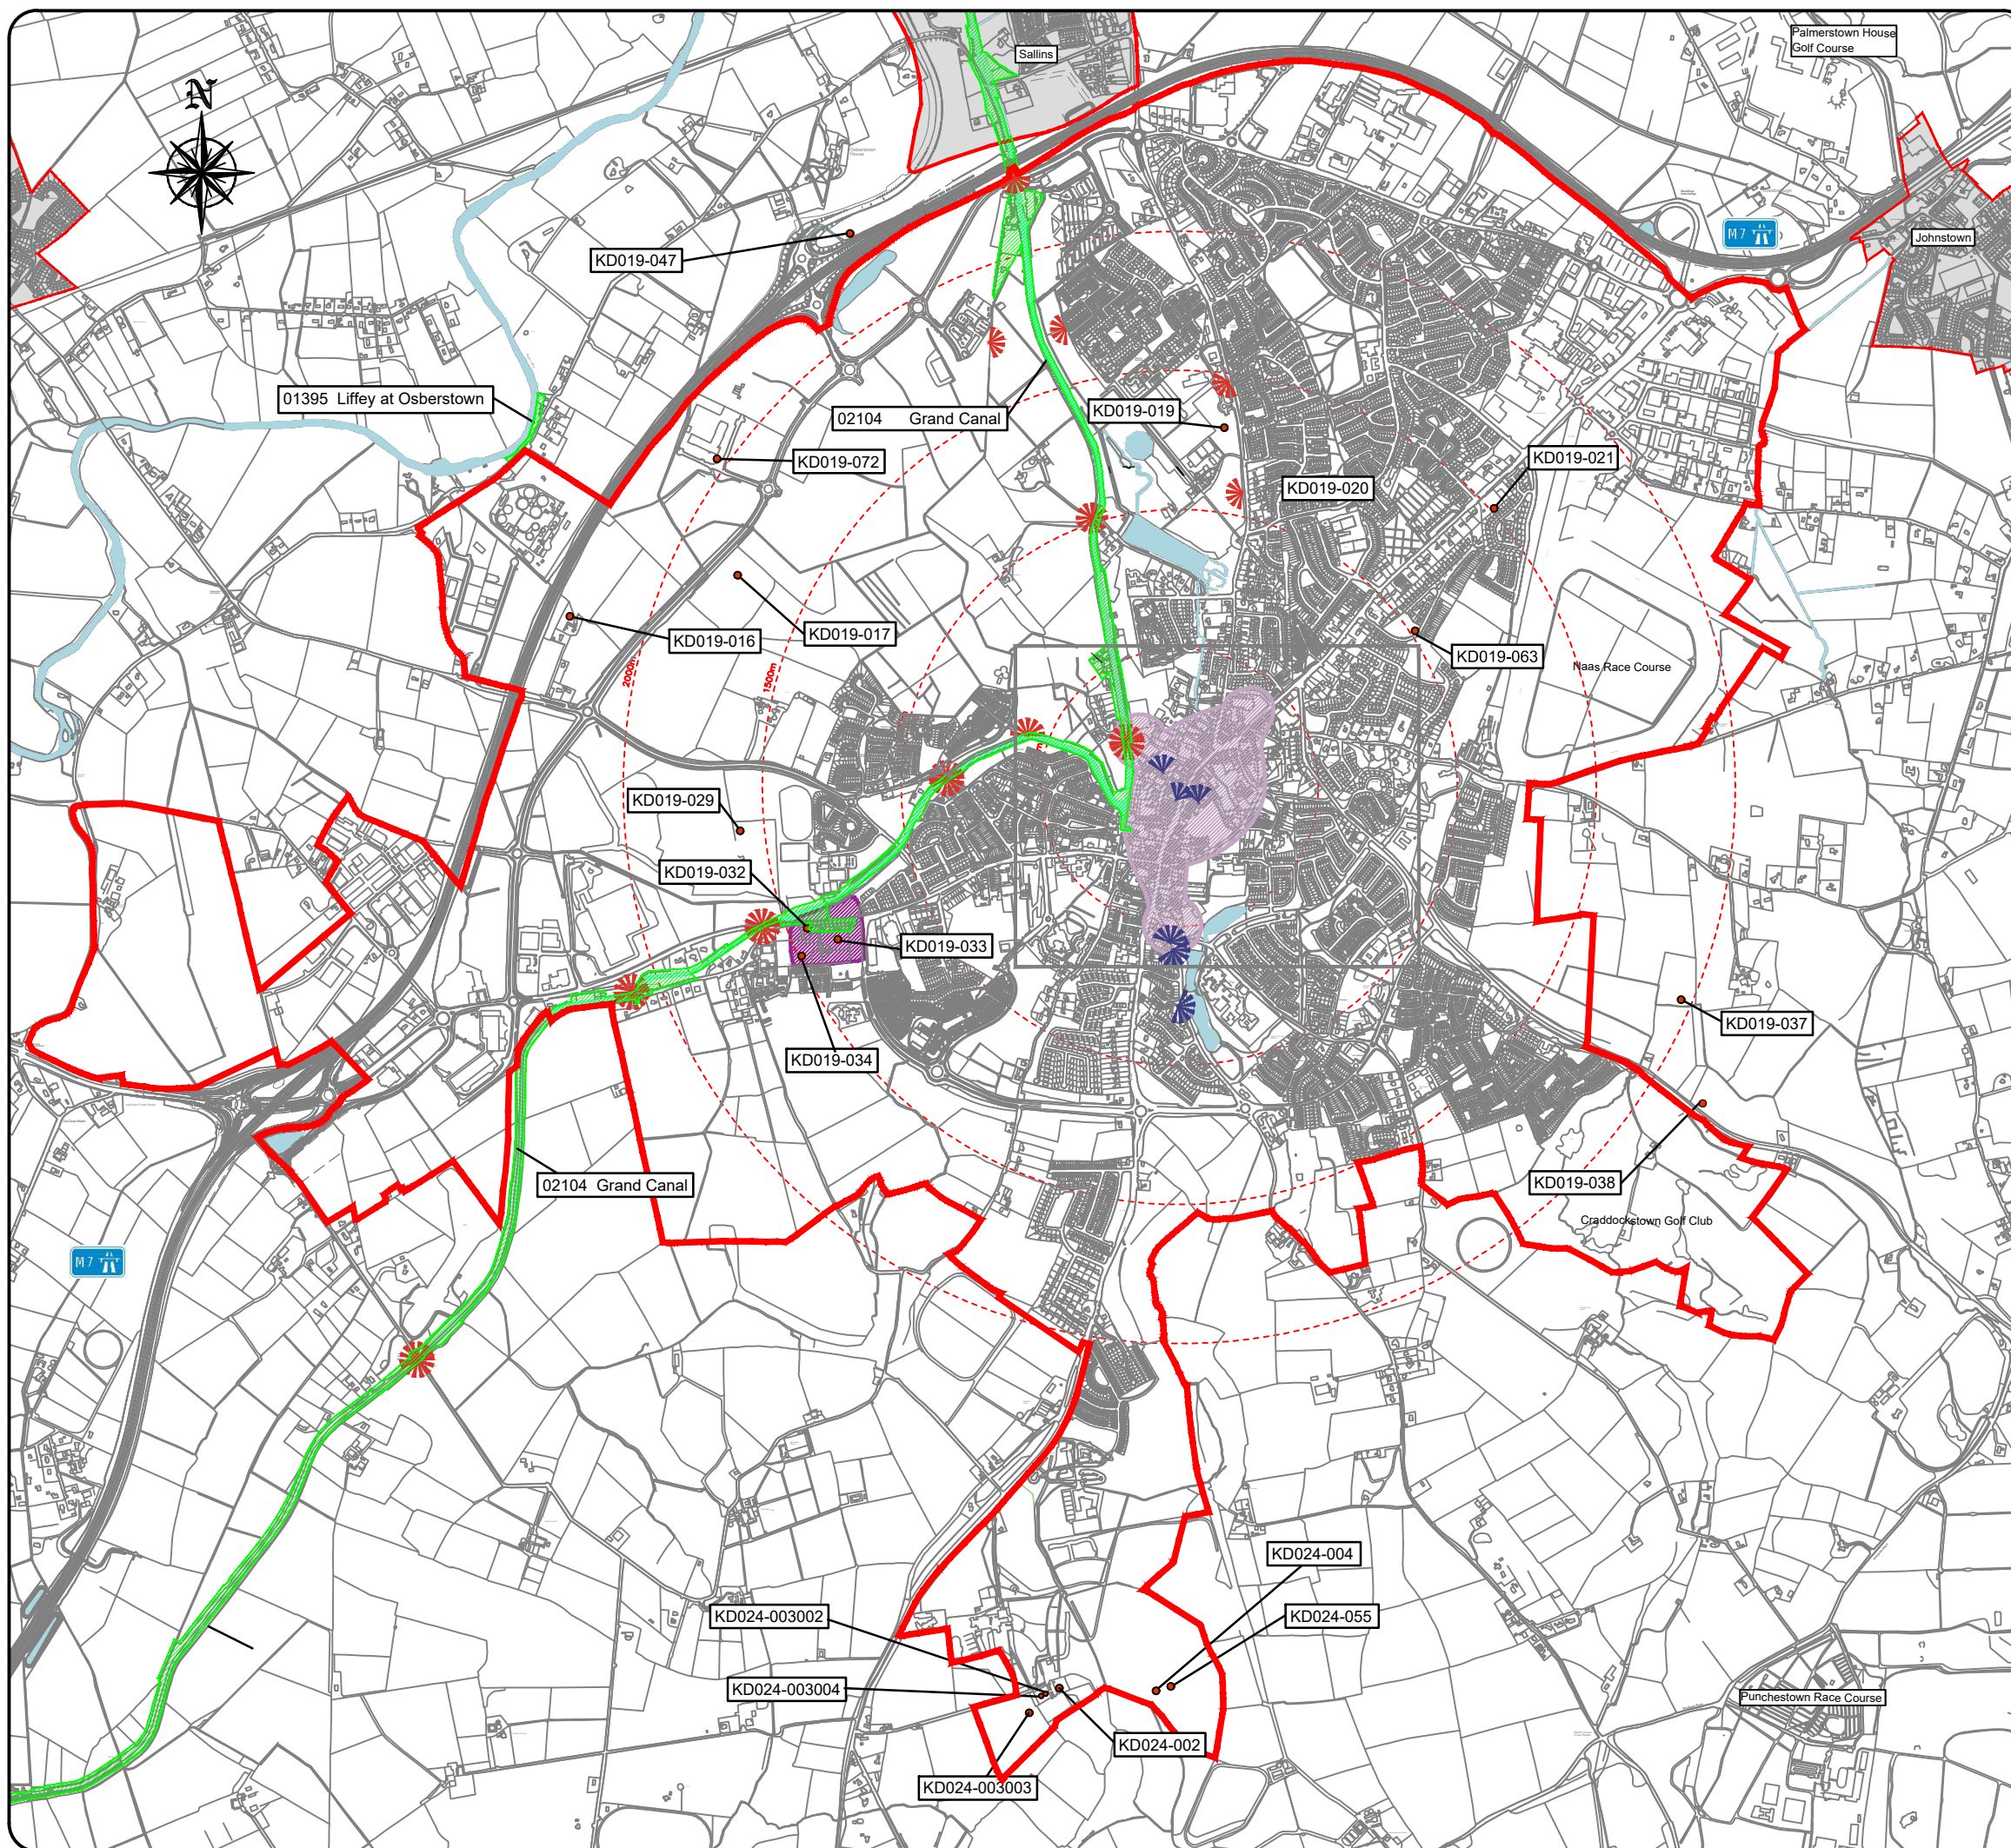 Palmerstown House
Golf Course
Sallins
N
M7
Johnstown
KD019-047
01395 Liffey at Osberstown
02104 Grand Canal
KD019-019
KD019-072
KD019-021
KD019-020
KD019-016
KD019-017
KD019-063
Naas Race Course
2000m
1500m
KD019-029
KD019-032
KD019-033
KD019-034
KD019-037
02104 Grand Canal
KD019-038
Craddockstown Golf Club
M7
KD024-004
KD024-003002
KD024-055
KD024-003004
Punchestown Race Course
KD024-002
KD024-003003